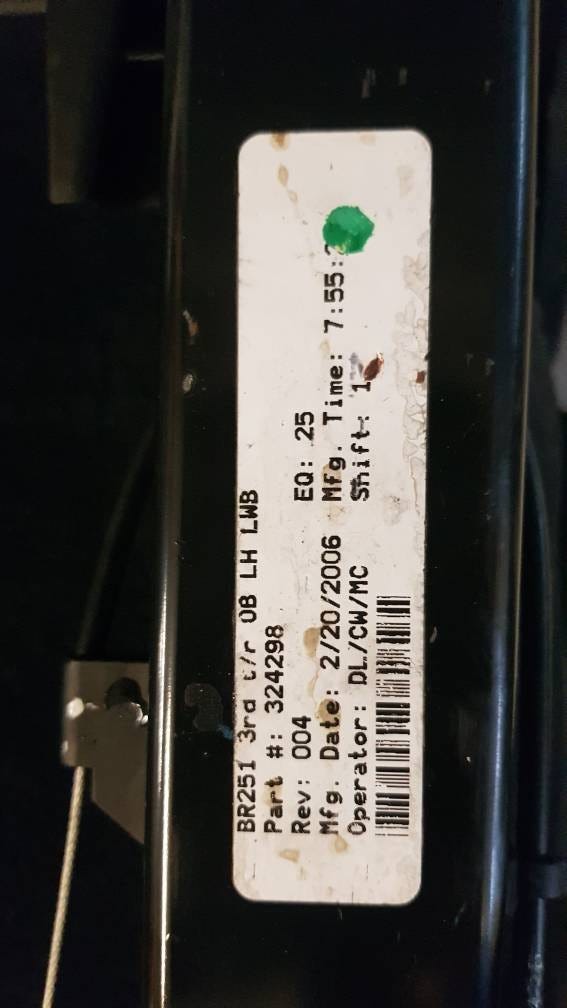 BR251 3rd t/r OB LH LWB
Part #: 324298
Rev: 004 EQ: 25
Mfg. Date: 2/20/2006 Mfg. Time: 7:55:
Operator: DL/CW/MC Shift: 1